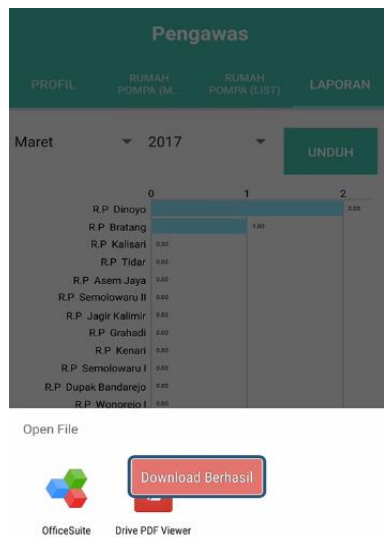 Pengawas
PROFIL
RUMAH
POMPA (M...
RUMAH
POMPA (LIST)
LAPORAN
Maret
2017
UNDUH
0 1 2
R.P Dinoyo 2.00
R.P Bratang 1.00
R.P Kalisari 0.00
R.P Tidar 0.00
R.P Asem Jaya 0.00
R.P Semolowaru II 0.00
R.P Jagir Kalimir 0.00
R.P Grahadi 0.00
R.P Kenari 0.00
R.P Semolowaru I 0.00
R.P Dupak Bandarejo 0.00
R.P Wonorejo I 0.00
Open File
Download Berhasil
OfficeSuite Drive PDF Viewer